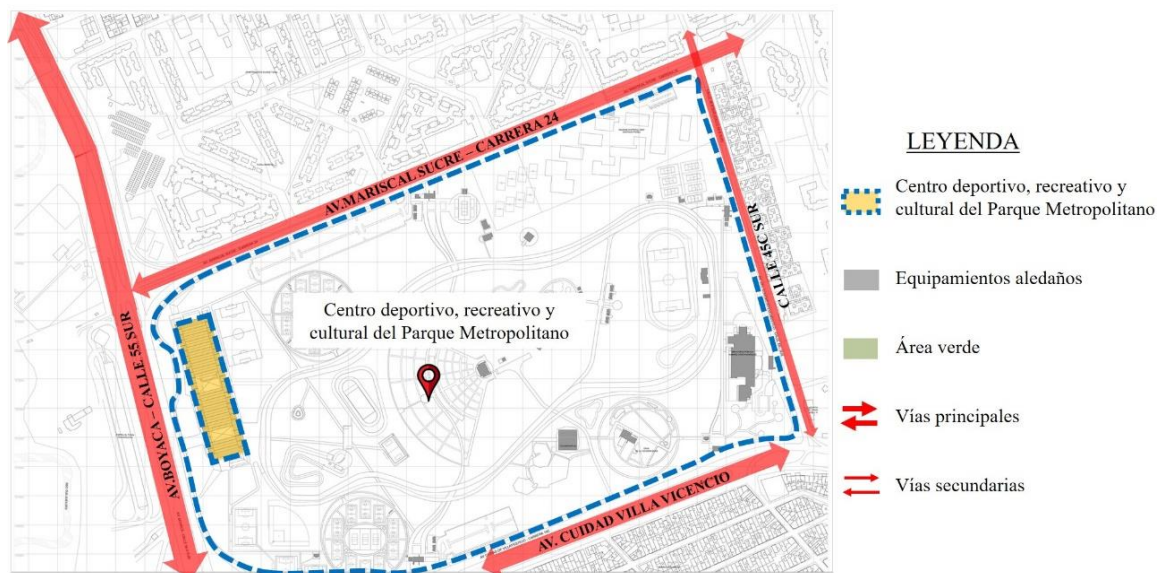 AV.MARISCAL SUCRE – CARRERA 24
CALLE 45C SUR
AV.BOYACA – CALLE 55 SUR
Centro deportivo, recreativo y
cultural del Parque Metropolitano
AV. CUIDAD VILLA VICENCIO
LEYENDA
Centro deportivo, recreativo y
cultural del Parque Metropolitano
Equipamientos aledaños
Área verde
Vías principales
Vías secundarias